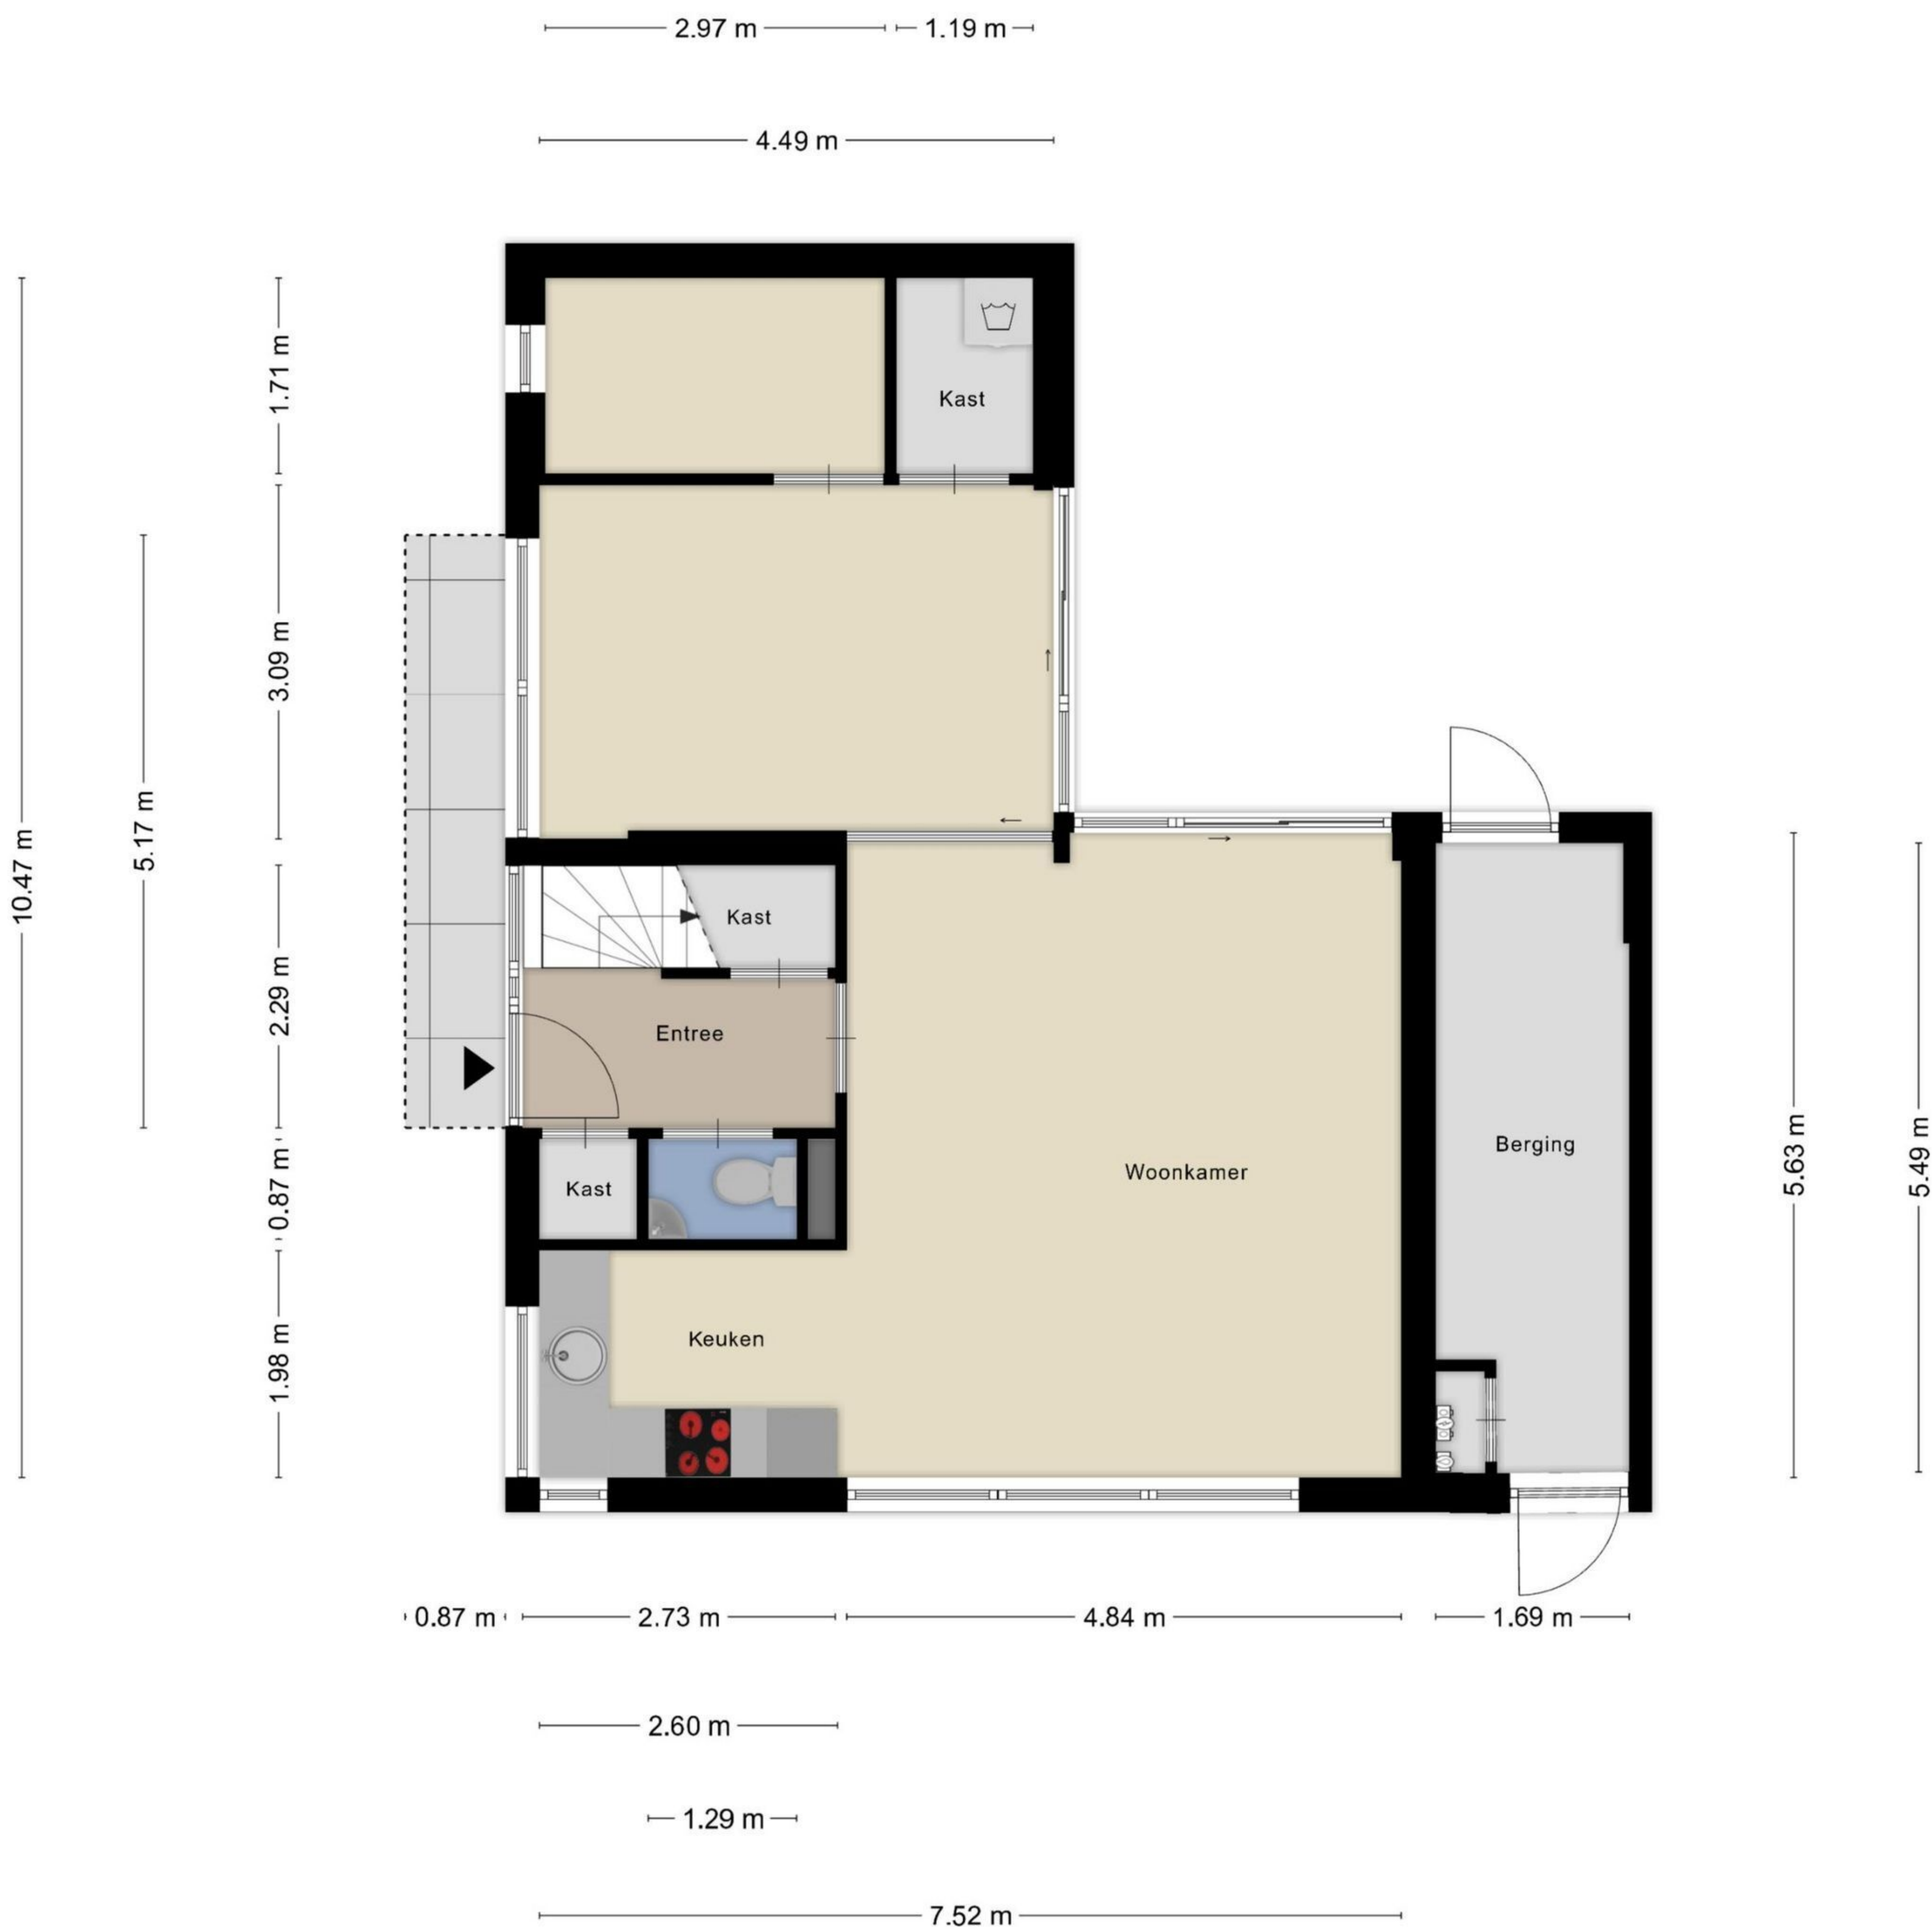 2.97 m
1.19 m
4.49 m
1.71 m
Kast
3.09 m
10.47 m
5.17 m
Kast
2.29 m
Entree
Woonkamer
Berging
5.63 m
5.49 m
0.87 m
Kast
Keuken
1.98 m
0.87 m
2.73 m
4.84 m
1.69 m
2.60 m
1.29 m
7.52 m